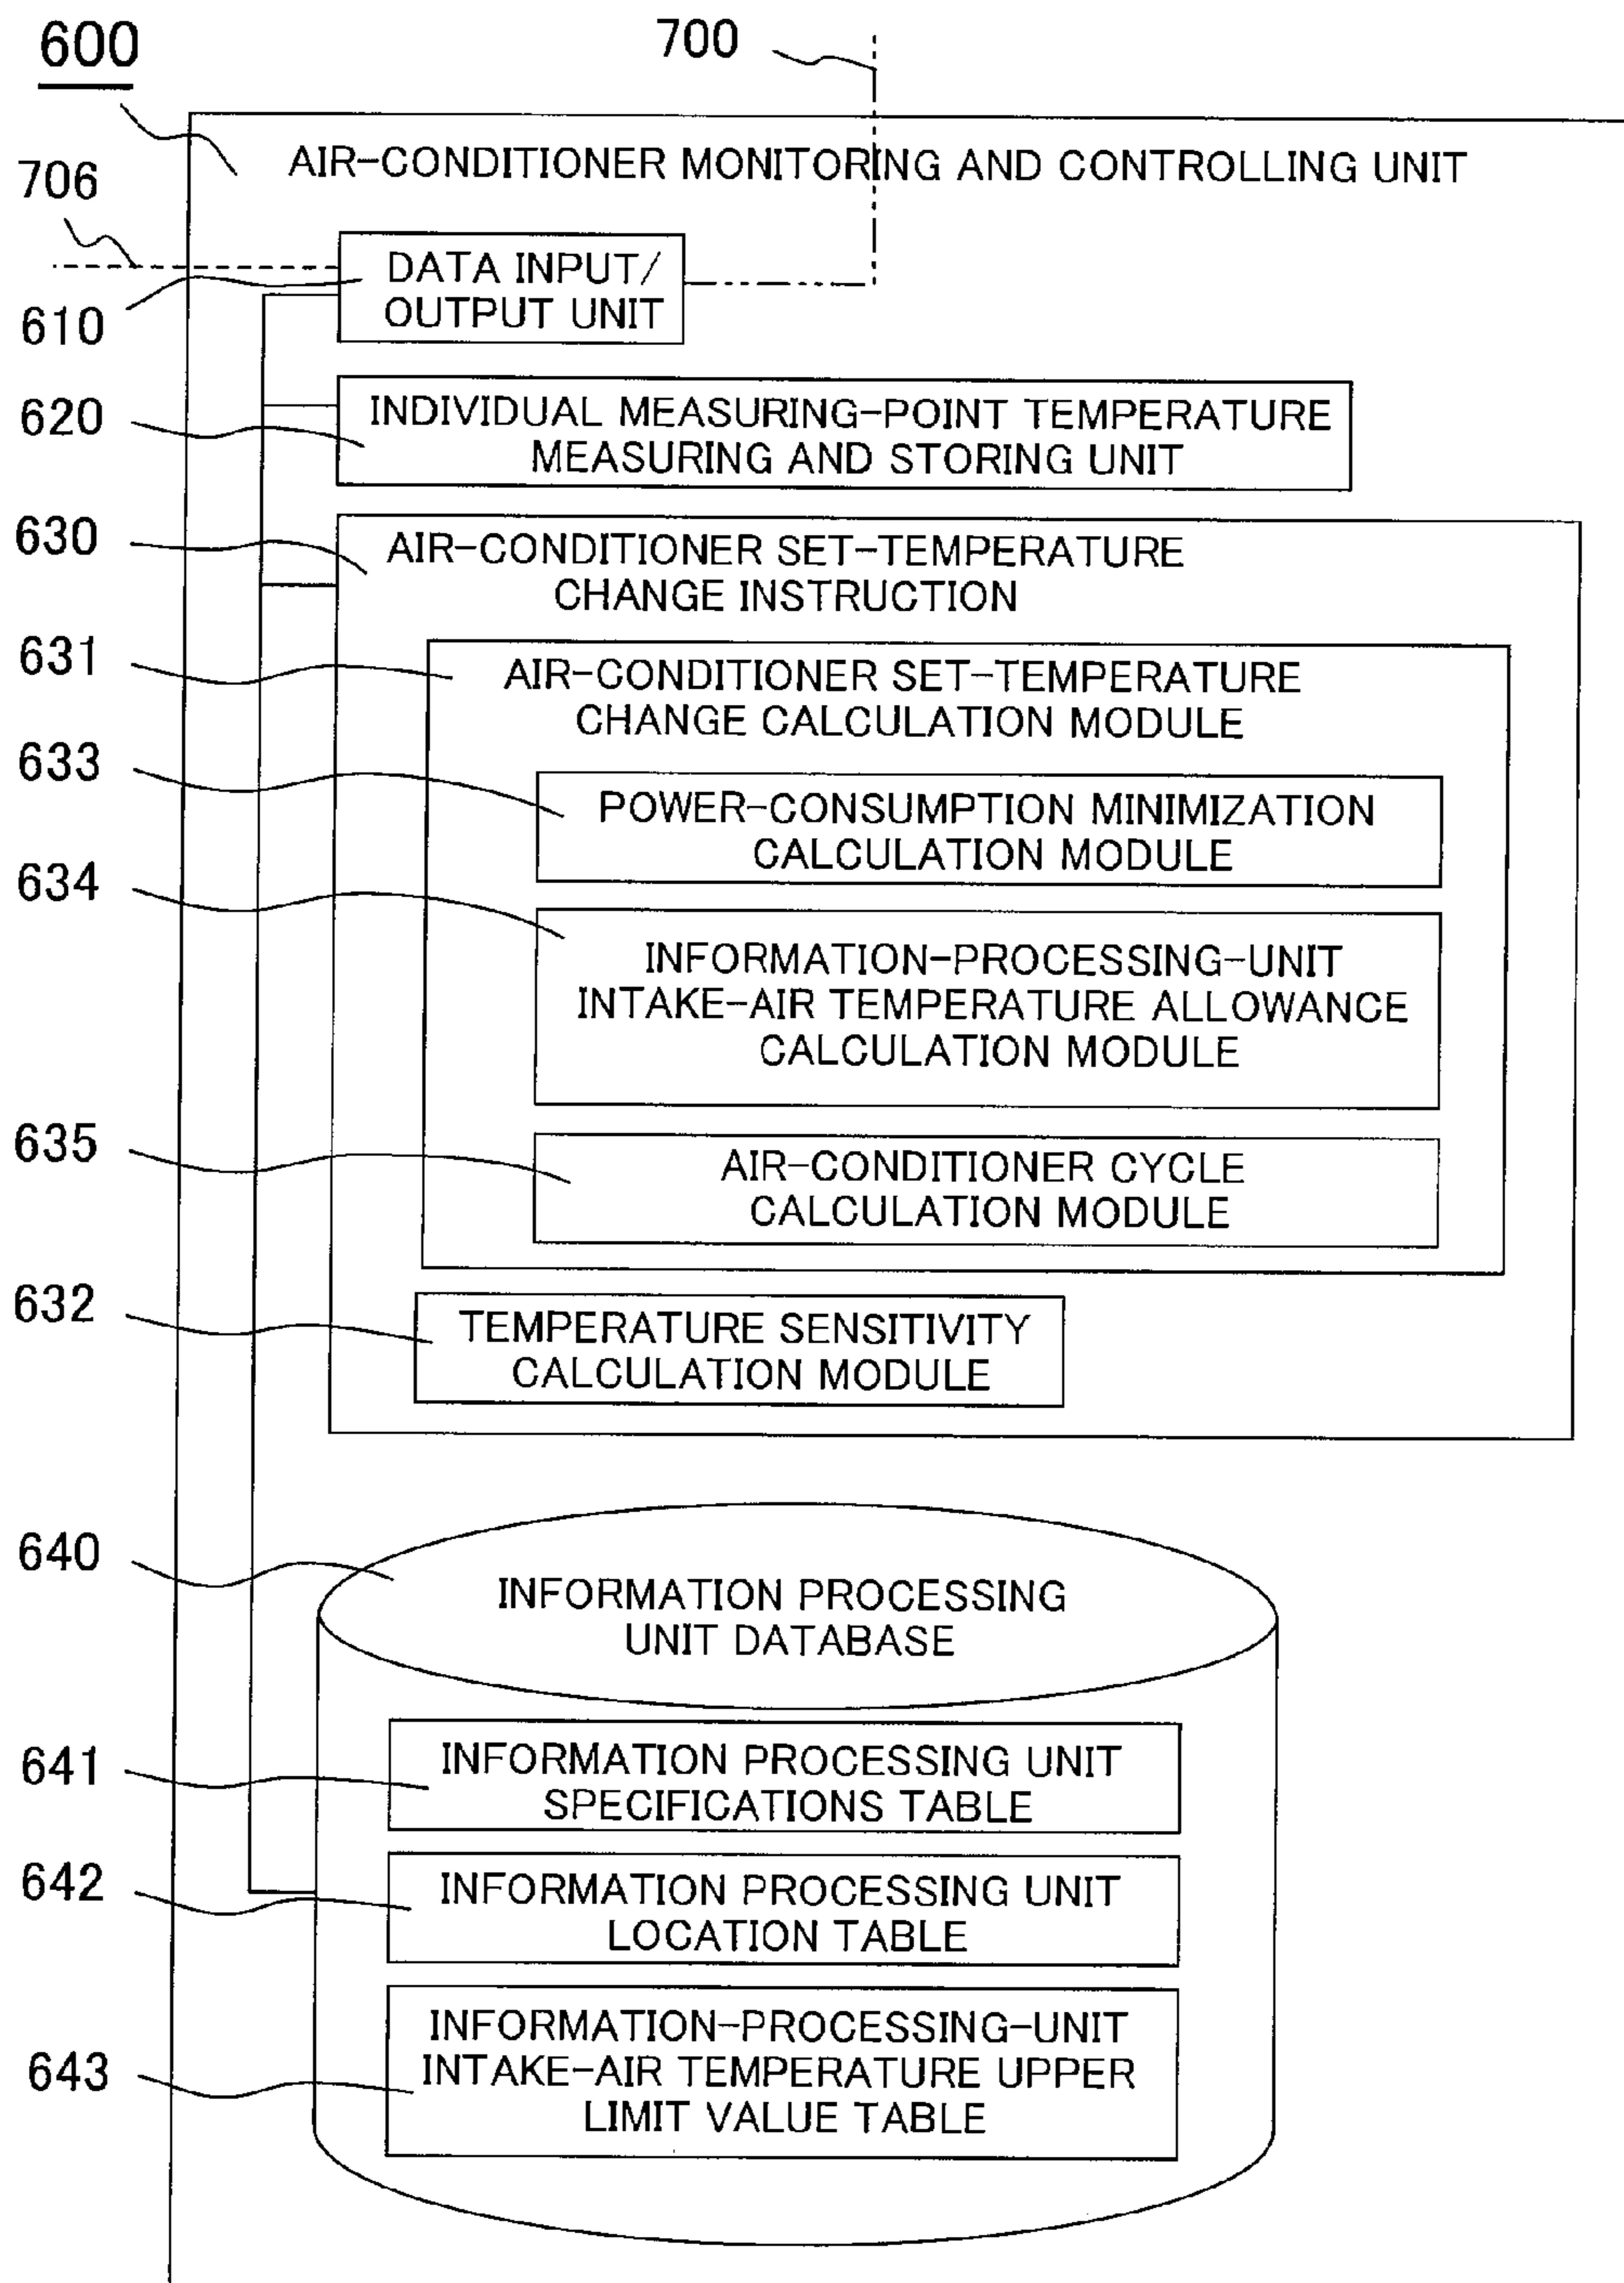 600
700
AIR-CONDITIONER MONITORING AND CONTROLLING UNIT
706
DATA INPUT/
OUTPUT UNIT
610
620
INDIVIDUAL MEASURING-POINT TEMPERATURE
MEASURING AND STORING UNIT
630
AIR-CONDITIONER SET-TEMPERATURE
CHANGE INSTRUCTION
631
AIR-CONDITIONER SET-TEMPERATURE
CHANGE CALCULATION MODULE
633
POWER-CONSUMPTION MINIMIZATION
CALCULATION MODULE
634
INFORMATION-PROCESSING-UNIT
INTAKE-AIR TEMPERATURE ALLOWANCE
CALCULATION MODULE
635
AIR-CONDITIONER CYCLE
CALCULATION MODULE
632
TEMPERATURE SENSITIVITY
CALCULATION MODULE
640
INFORMATION PROCESSING
UNIT DATABASE
641
INFORMATION PROCESSING UNIT
SPECIFICATIONS TABLE
642
INFORMATION PROCESSING UNIT
LOCATION TABLE
643
INFORMATION-PROCESSING-UNIT
INTAKE-AIR TEMPERATURE UPPER
LIMIT VALUE TABLE